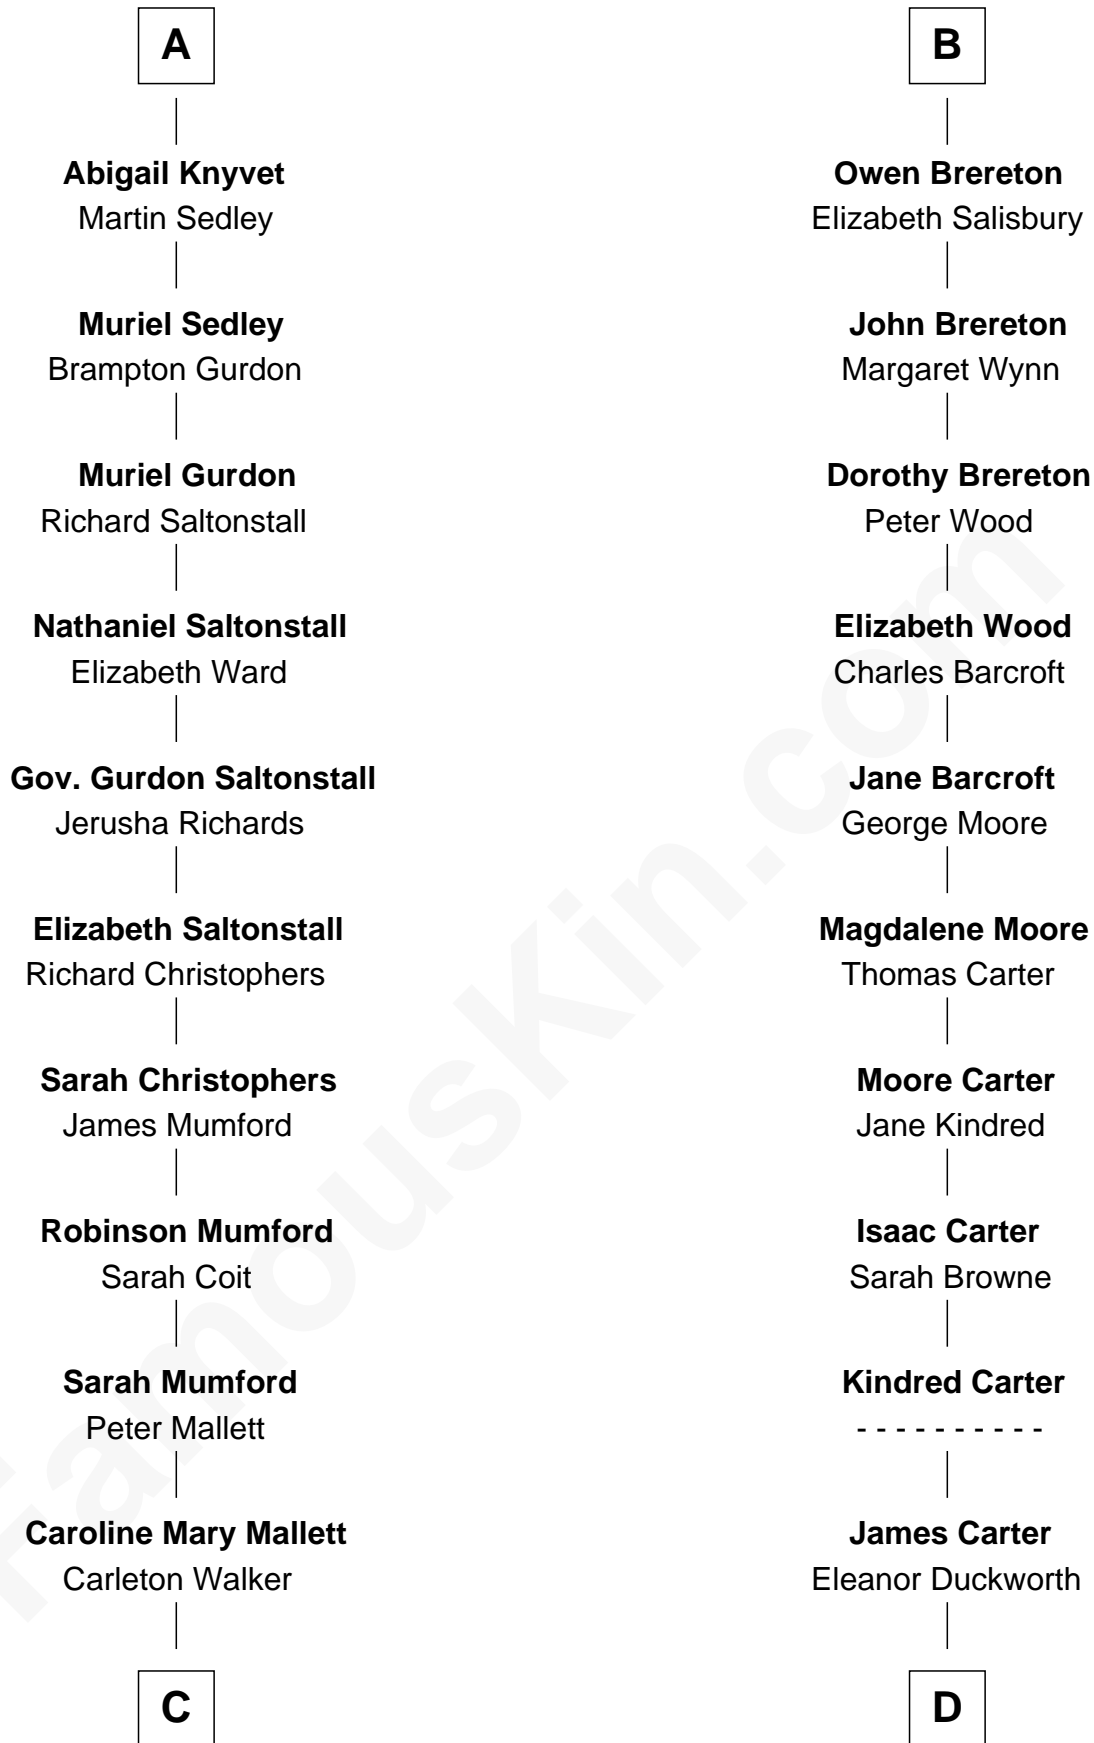 A
Abigail Knyvet
Martin Sedley
Muriel Sedley
Brampton Gurdon
Muriel Gurdon
Richard Saltonstall
Nathaniel Saltonstall
Elizabeth Ward
Gov. Gurdon Saltonstall
Jerusha Richards
Elizabeth Saltonstall
Richard Christophers
Sarah Christophers
James Mumford
Robinson Mumford
Sarah Coit
Sarah Mumford
Peter Mallett
Caroline Mary Mallett
Carleton Walker
C
B
Owen Brereton
Elizabeth Salisbury
John Brereton
Margaret Wynn
Dorothy Brereton
Peter Wood
Elizabeth Wood
Charles Barcroft
Jane Barcroft
George Moore
Magdalene Moore
Thomas Carter
Moore Carter
Jane Kindred
Isaac Carter
Sarah Browne
Kindred Carter
- - - - - - - - - -
James Carter
Eleanor Duckworth
D
FamousKin.com